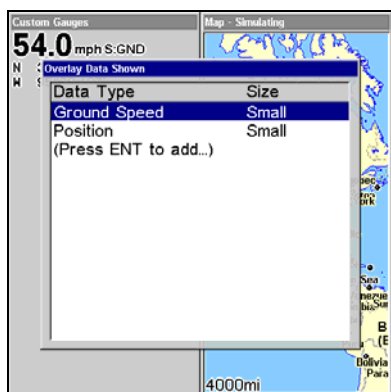 Custom Gauges
Map - Simulating
54.0 mph S:GND
N
W
Overlay Data Shown
Data Type Size
Ground Speed Small
Position Small
(Press ENT to add...)
Sea
B
Bolivia
Para
4000mi